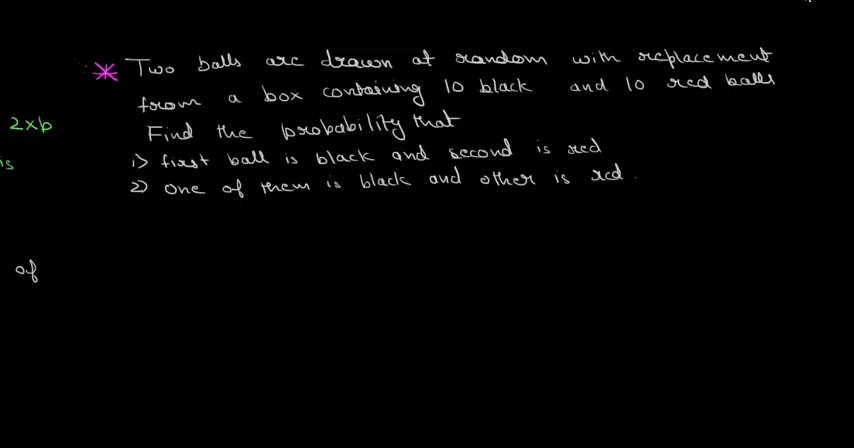 * Two balls are drawn at random with replacement
from a box containing 10 black and 10 red balls
2xb
Find the probability that
is
1) first ball is black and second is red
2) One of them is black and other is red.
of